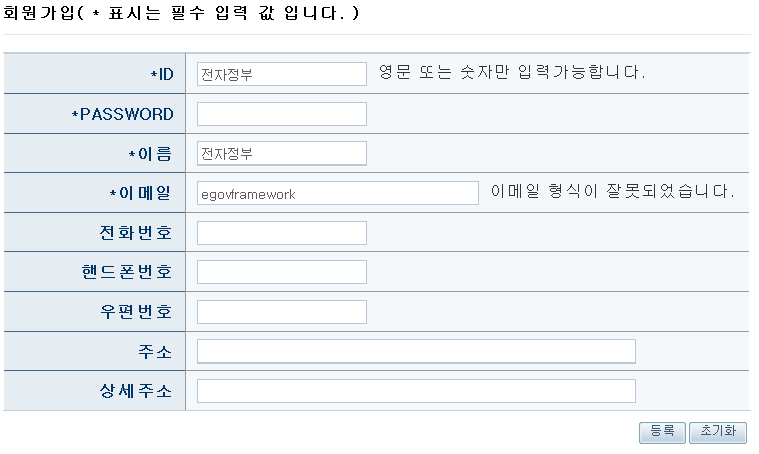 회원가입( * 표시는 필수 입력 값 입니다. )
*ID 전자정부 영문 또는 숫자만 입력가능합니다.
*PASSWORD
*이름 전자정부
*이메일 egovframework 이메일 형식이 잘못되었습니다.
전화번호
핸드폰번호
우편번호
주소
상세주소
등록 초기화